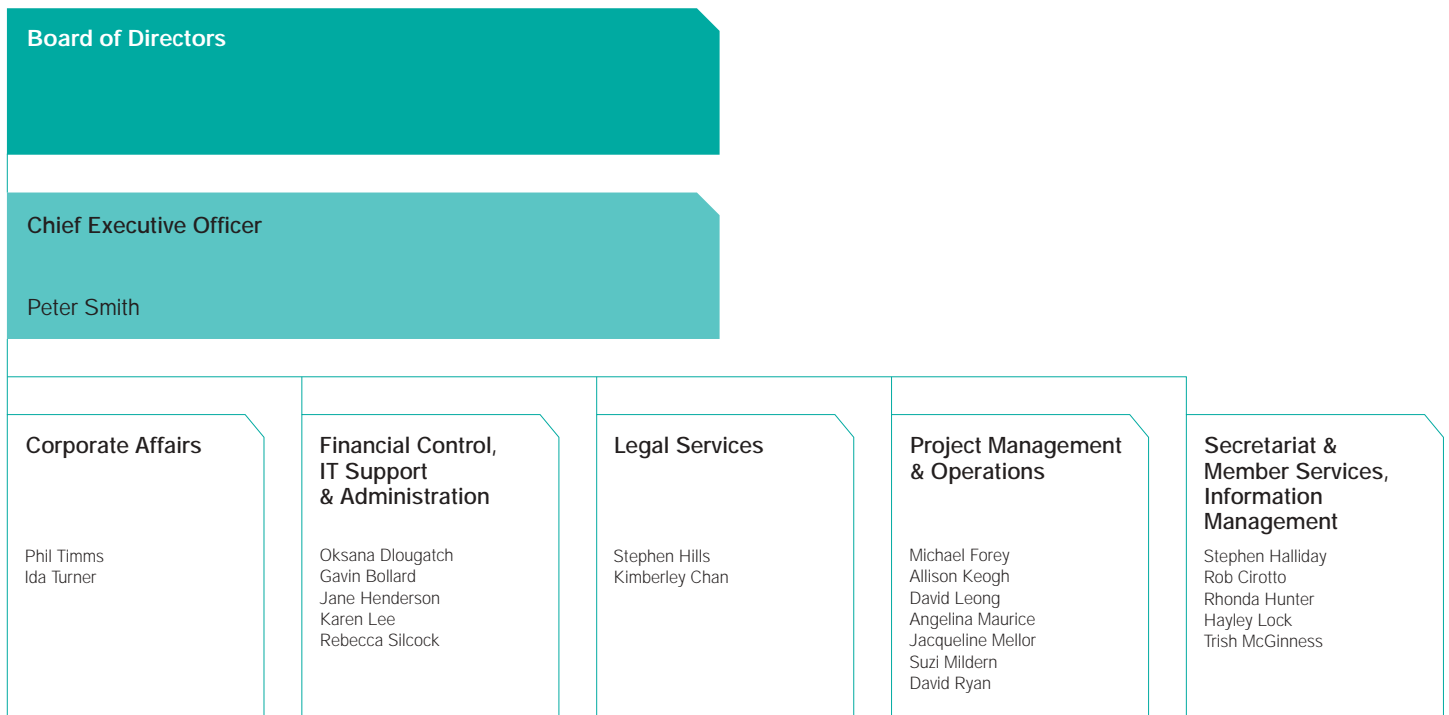 Board of Directors
Chief Executive Officer
Peter Smith
Corporate Affairs
Phil Timms
Ida Turner
Financial Control,
IT Support
& Administration
Oksana Dlougatch
Gavin Bollard
Jane Henderson
Karen Lee
Rebecca Silcock
Legal Services
Stephen Hills
Kimberley Chan
Project Management
& Operations
Michael Forey
Allison Keogh
David Leong
Angelina Maurice
Jacqueline Mellor
Suzi Mildern
David Ryan
Secretariat &
Member Services,
Information
Management
Stephen Halliday
Rob Cirotto
Rhonda Hunter
Hayley Lock
Trish McGinness